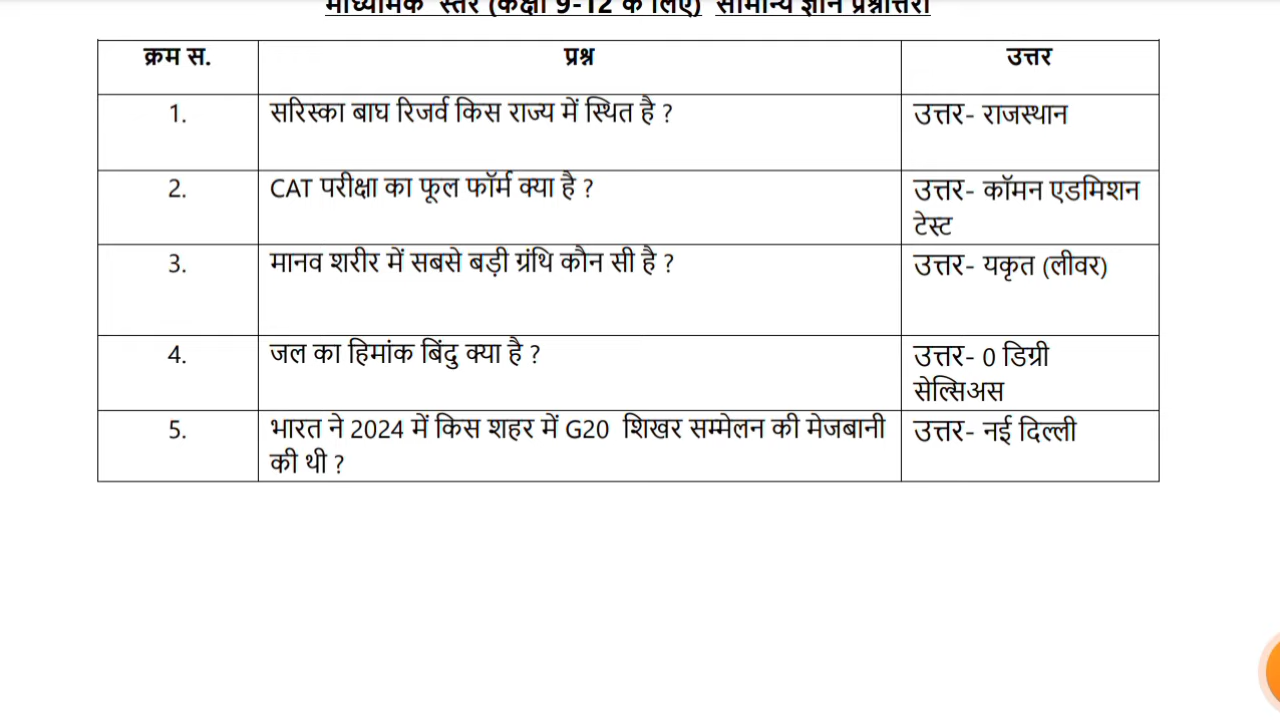 माध्यमिक स्तर (कक्षा 9-12 के लिए) सामान्य ज्ञान प्रश्नोत्तरी
क्रम स. प्रश्न उत्तर
1. सरिस्का बाघ रिजर्व किस राज्य में स्थित है ? उत्तर- राजस्थान
2. CAT परीक्षा का फूल फॉर्म क्या है ? उत्तर- कॉमन एडमिशन
टेस्ट
3. मानव शरीर में सबसे बड़ी ग्रंथि कौन सी है ? उत्तर- यकृत (लीवर)
4. जल का हिमांक बिंदु क्या है ? उत्तर- 0 डिग्री
सेल्सिअस
5. भारत ने 2024 में किस शहर में G20 शिखर सम्मेलन की मेजबानी उत्तर- नई दिल्ली
की थी ?